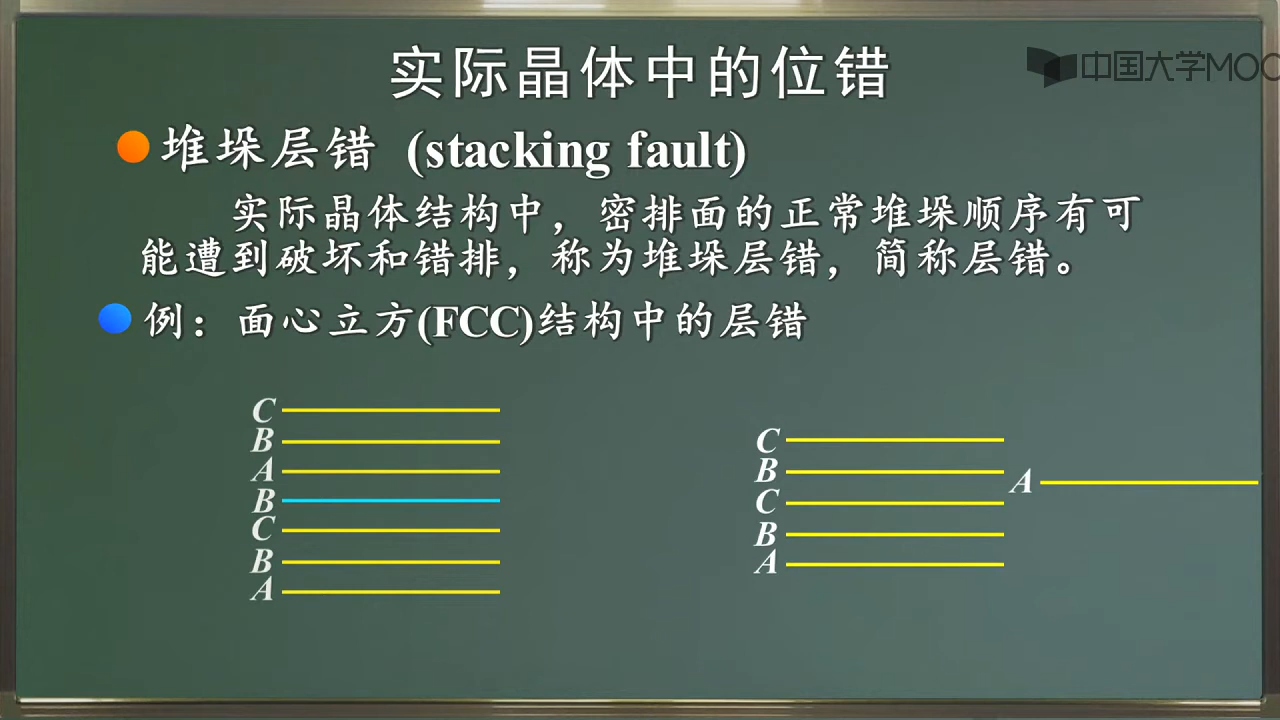 实际晶体中的位错
中国大学MOO
堆垛层错 (stacking fault)
实际晶体结构中，密排面的正常堆垛顺序有可
能遭到破坏和错排，称为堆垛层错，简称层错。
例：面心立方(FCC)结构中的层错
C
B
A
B
C
B
A
C
B
C
B
A
A